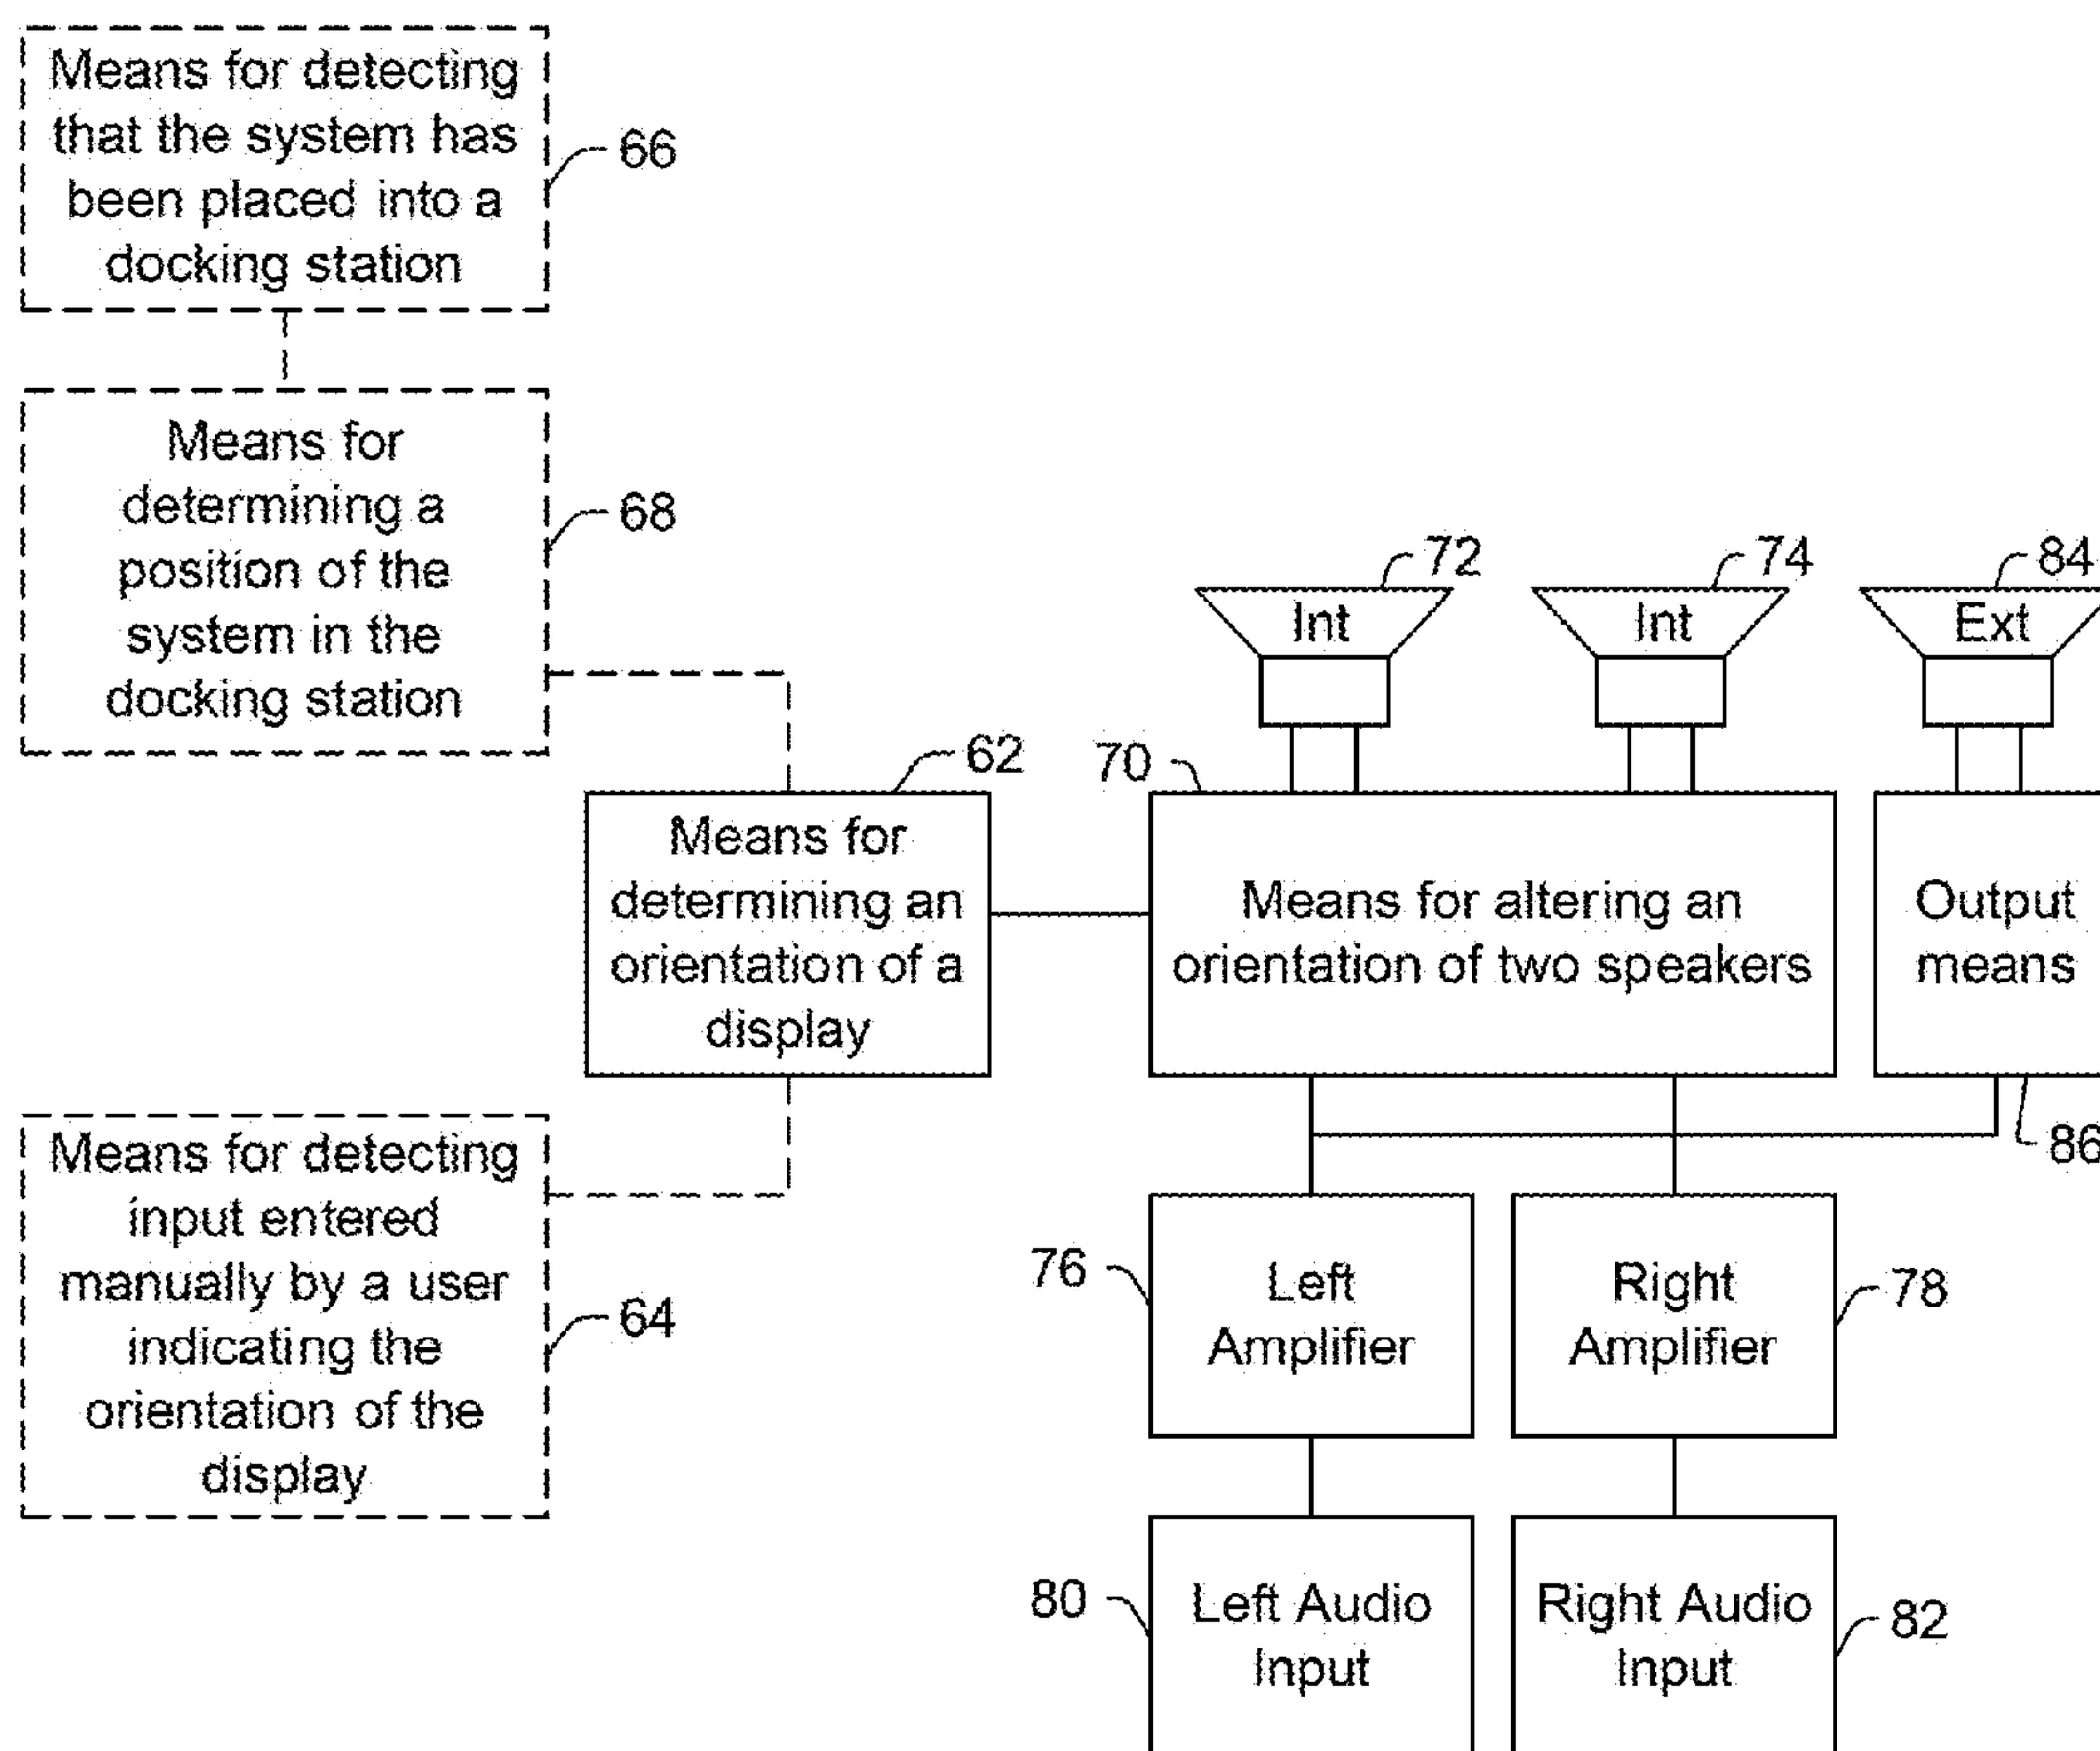 Means for detecting
that the system has
been placed into a
docking station
66
Means for
determining a
position of the
system in the
docking station
68
72
74
84
Int
Int
Ext
62
70
Means for
determining an
orientation of a
display
Means for altering an
orientation of two speakers
Output
means
86
Means for detecting
input entered
manually by a user
indicating the
orientation of the
display
64
76
Left
Amplifier
Right
Amplifier
78
80
Left Audio
Input
Right Audio
Input
82